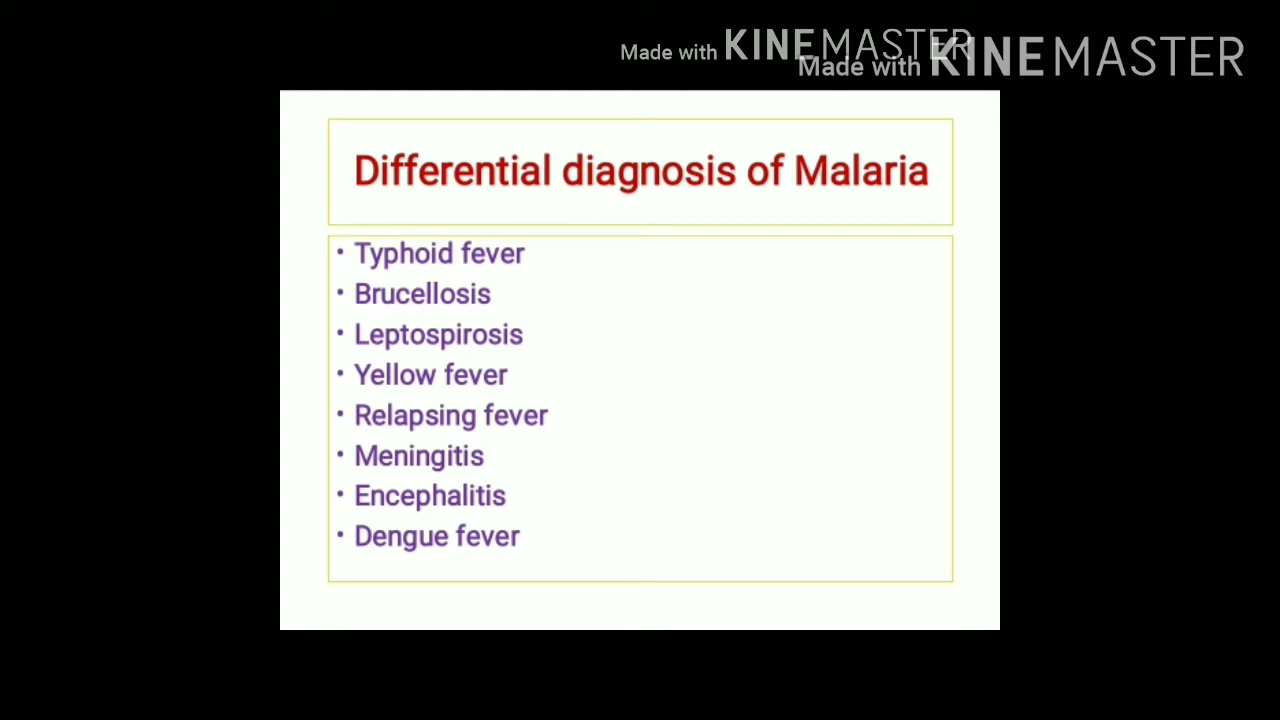 Made with KINEMASTER
Made with KINEMASTER
Differential diagnosis of Malaria
• Typhoid fever
• Brucellosis
• Leptospirosis
• Yellow fever
• Relapsing fever
• Meningitis
• Encephalitis
• Dengue fever